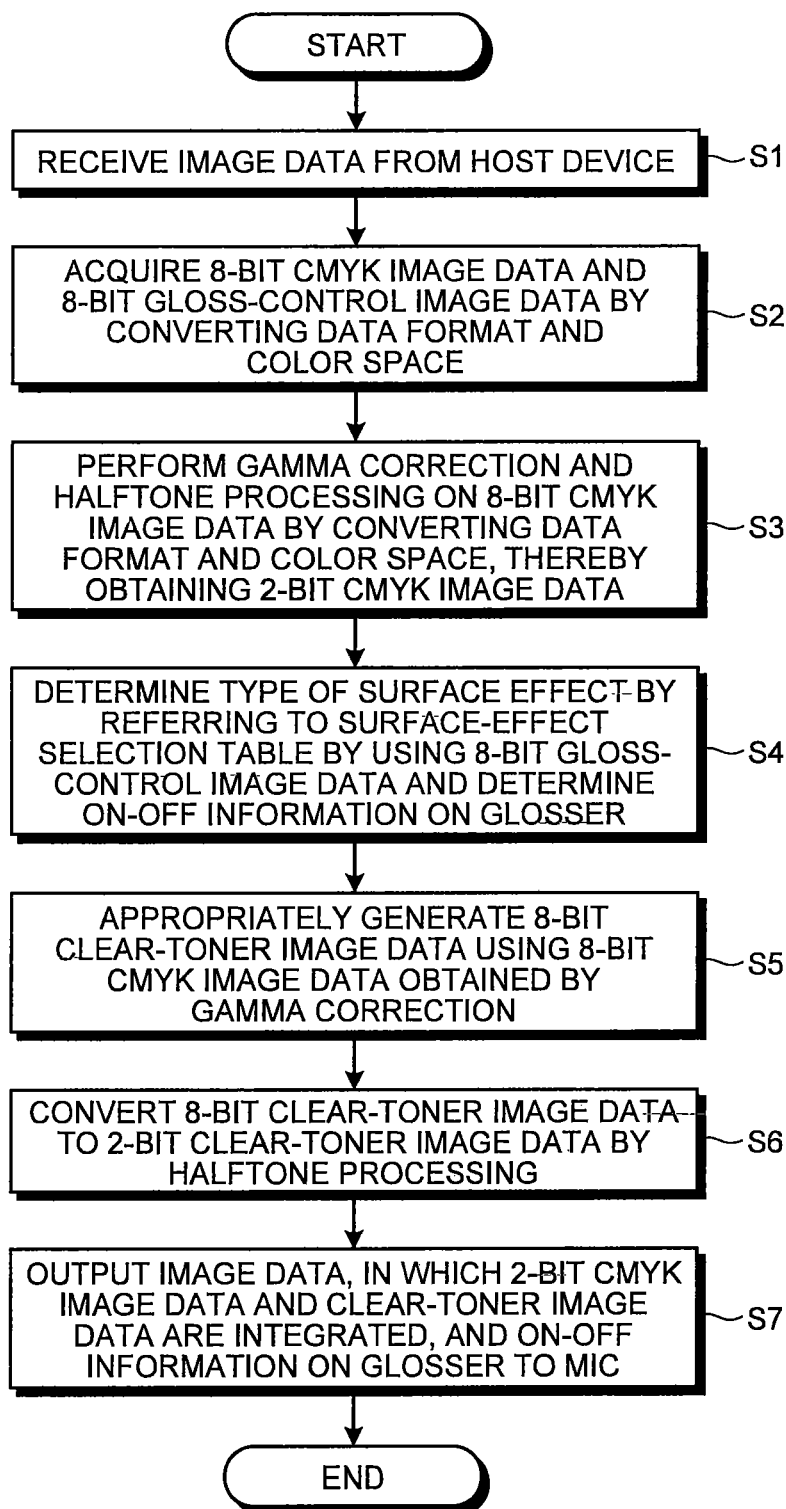 START
RECEIVE IMAGE DATA FROM HOST DEVICE
S1
ACQUIRE 8-BIT CMYK IMAGE DATA AND
8-BIT GLOSS-CONTROL IMAGE DATA BY
CONVERTING DATA FORMAT AND
COLOR SPACE
S2
PERFORM GAMMA CORRECTION AND
HALFTONE PROCESSING ON 8-BIT CMYK
IMAGE DATA BY CONVERTING DATA
FORMAT AND COLOR SPACE, THEREBY
OBTAINING 2-BIT CMYK IMAGE DATA
S3
DETERMINE TYPE OF SURFACE EFFECT BY
REFERRING TO SURFACE-EFFECT
SELECTION TABLE BY USING 8-BIT GLOSS-
CONTROL IMAGE DATA AND DETERMINE
ON-OFF INFORMATION ON GLOSSER
S4
APPROPRIATELY GENERATE 8-BIT
CLEAR-TONER IMAGE DATA USING 8-BIT
CMYK IMAGE DATA OBTAINED BY
GAMMA CORRECTION
S5
CONVERT 8-BIT CLEAR-TONER IMAGE DATA
TO 2-BIT CLEAR-TONER IMAGE DATA BY
HALFTONE PROCESSING
S6
OUTPUT IMAGE DATA, IN WHICH 2-BIT CMYK
IMAGE DATA AND CLEAR-TONER IMAGE
DATA ARE INTEGRATED, AND ON-OFF
INFORMATION ON GLOSSER TO MIC
S7
END